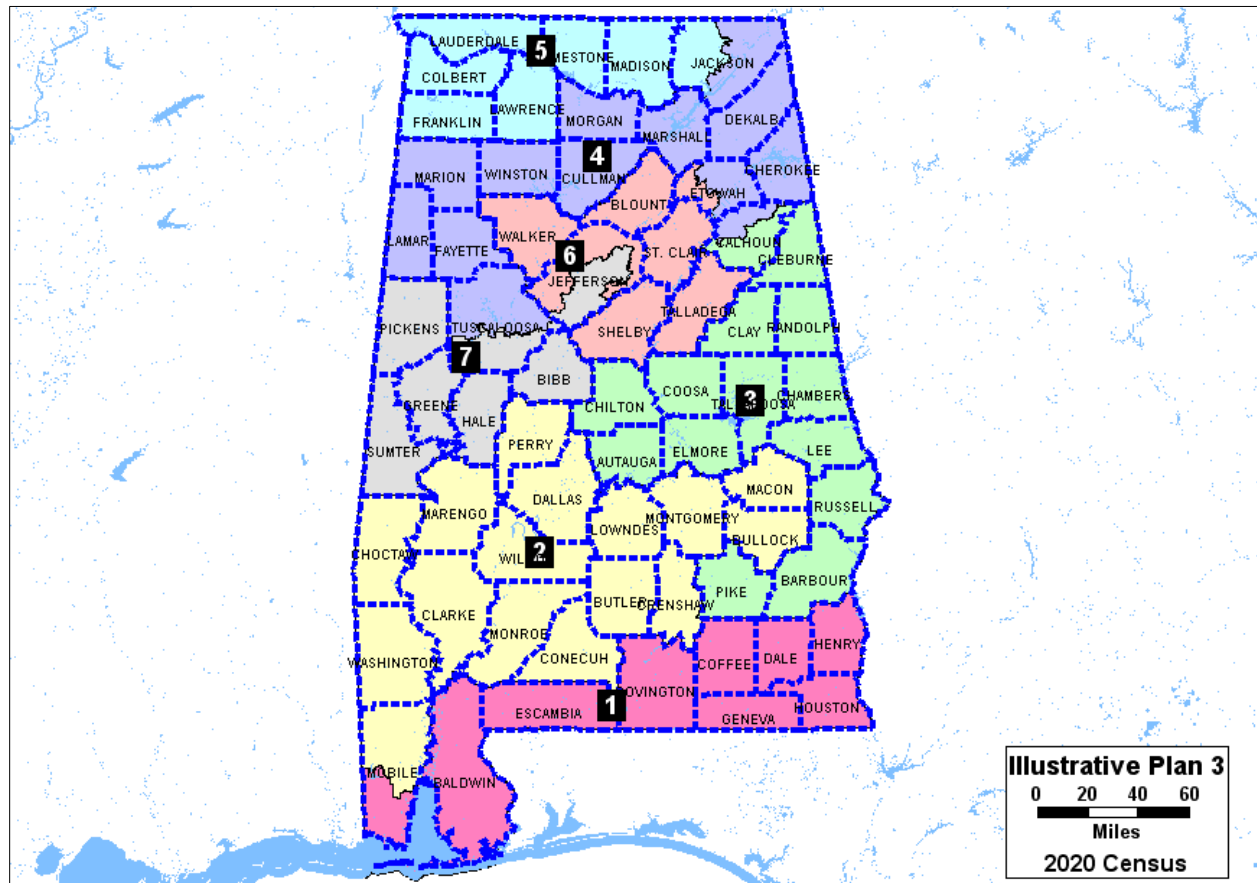 LAUDERDALE
5
MESTONE
MADISON
JACKSON
COLBERT
AWRENCE
FRANKLIN
MORGAN
DEKALB
MARSHAL
4
CHEROKEE
MARION
WINSTON
CULLMAN
ETOWAH
BLOUNT
LAMAR
FAYETTE
WALKER
CALHOUN
ST. CLAIR
CLEBURNE
6
JEFFERSON
PICKENS
TUSCALOOSA
SHELBY
TALLADEGA
CLAY
RANDOLPH
7
BIBB
COOSA
CHAMBERS
3
TALLAPOOSA
GREENE
CHILTON
HALE
PERRY
SUMTER
AUTAUGA
ELMORE
LEE
MACON
DALLAS
RUSSELL
MARENGO
LOWNDES
MONTGOMERY
BULLOCK
CHOCTAW
2
WIL
BARBOUR
PIKE
BUTLER
CRENSHAW
CLARKE
MONROE
HENRY
CONECUH
DALE
WASHINGTON
COFFEE
OVINGTON
1
ESCAMBIA
HOUSTON
GENEVA
MOBILE
BALDWIN
Illustrative Plan 3
0 20 40 60
Miles
2020 Census